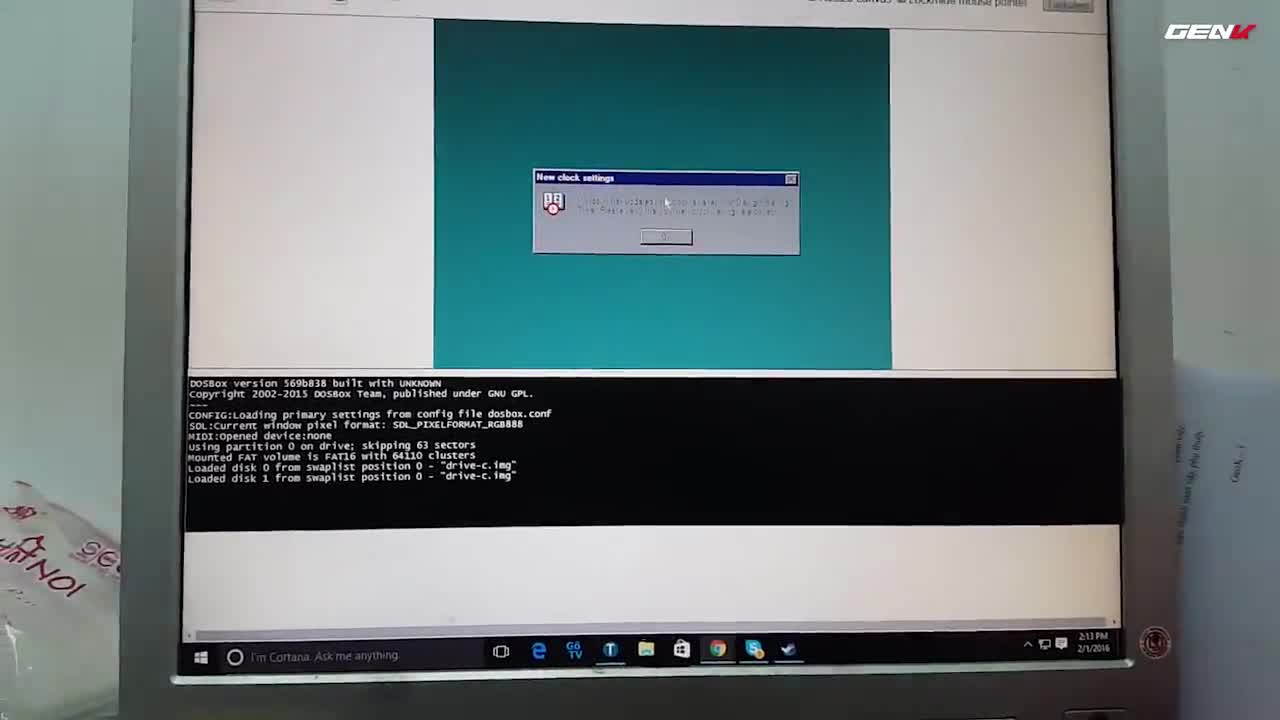 GENK
New clock settings
DOSBox version 569b838 built with UNKNOWN
Copyright 2002-2015 DOSBox Team, published under GNU GPL.
---
CONFIG:Loading primary settings from config file dosbox.conf
SDL:Current window pixel format: SDL_PIXELFORMAT_RGB888
MIDI:Opened device:none
Using partition 0 on drive; skipping 63 sectors
Mounted FAT volume is FAT16 with 64110 clusters
Loaded disk 0 from swaplist position 0 - "drive-c.img"
Loaded disk 1 from swaplist position 0 - "drive-c.img"
I'm Cortana. Ask me anything.
Gõ
TV
2:13 PM
2/1/2016